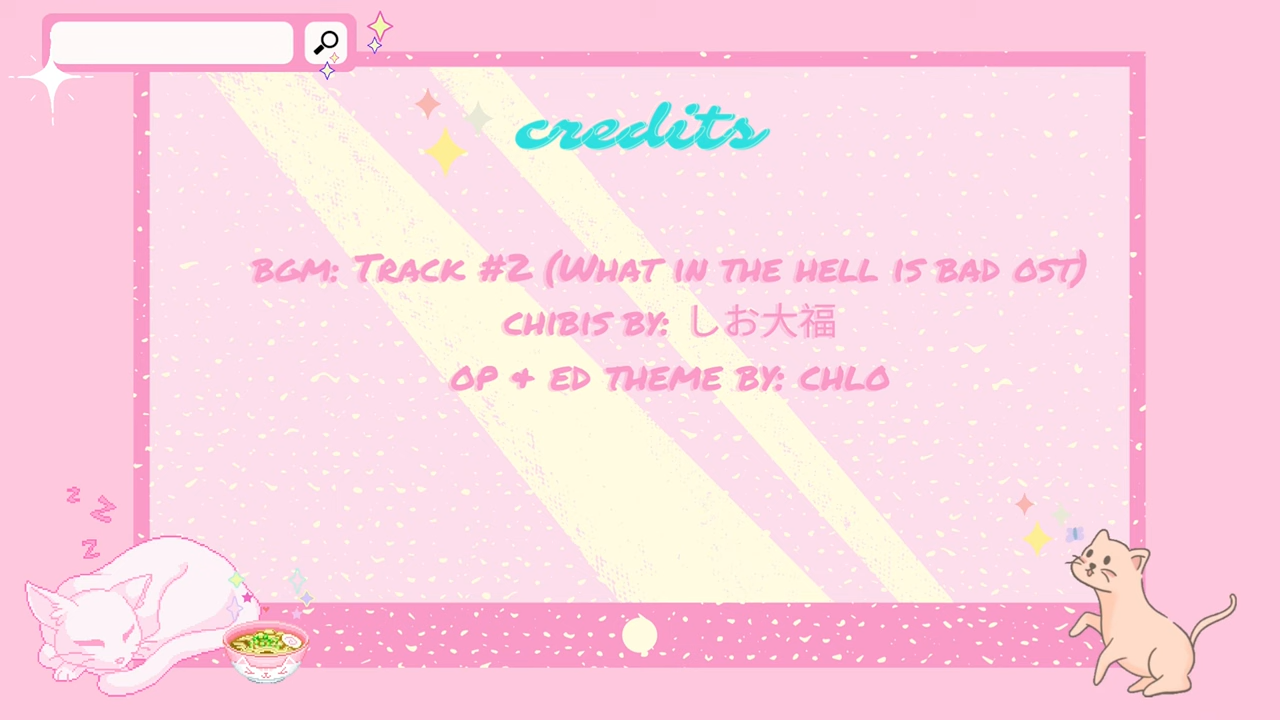 credits
BGM: Track #2 (What in the hell is bad ost)
chibis by: しお大福
OP & ED theme by: chlo
z
z
z